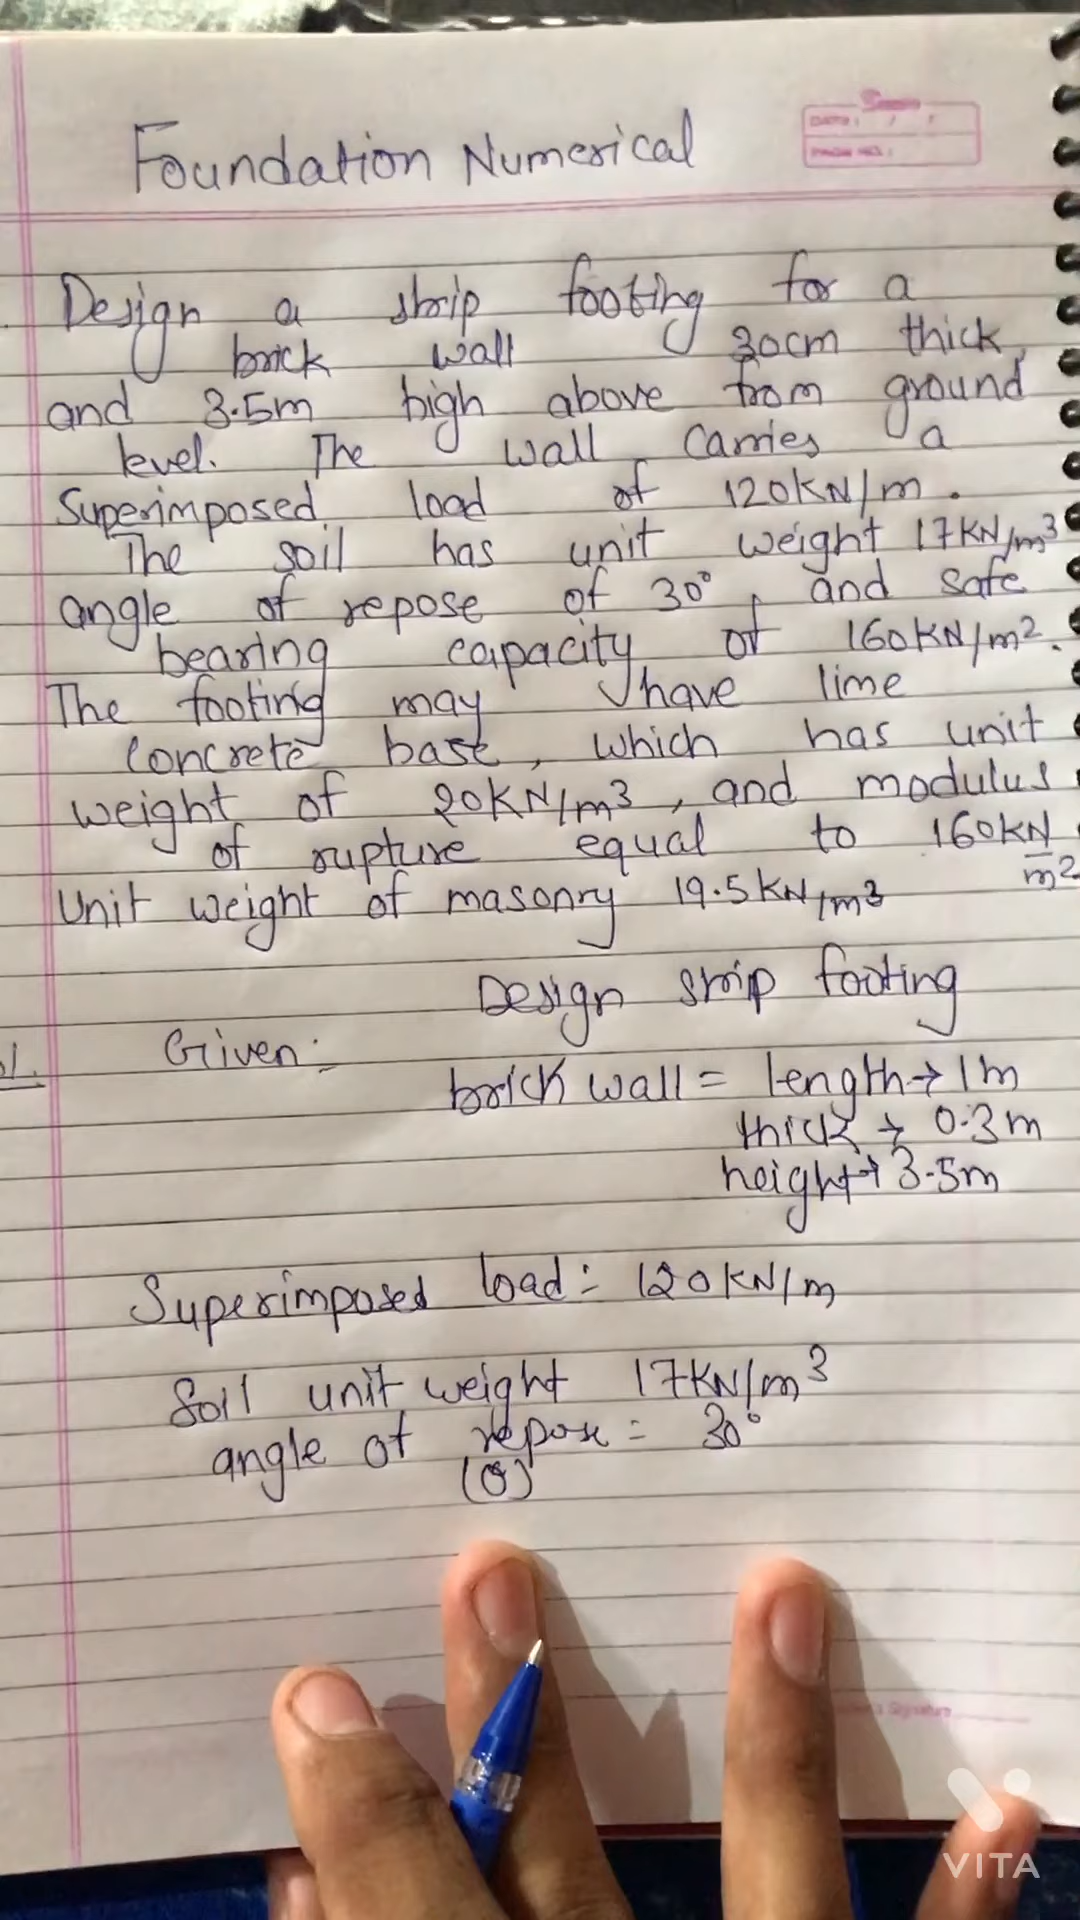 Foundation Numerical
DATE: / /
PAGE NO.:
Design a strip footing for a
brick wall 30cm thick,
and 3.5m high above from ground
level. The wall carries a
Superimposed load of 120KN/m.
The soil has unit weight 17KN/m³
angle of repose of 30°, and safe
bearing capacity of 160KN/m².
The footing may have lime
concrete base, which has unit
weight of 20KN/m³, and modulus
of rupture equal to 160KN/m²
Unit weight of masonry 19.5KN/m³
Design strip footing
Given:
brick wall = length → 1m
thick → 0.3m
height → 3.5m
Superimposed load = 120KN/m
Soil unit weight 17KN/m³
angle of repose = 30°
(θ)
Signature
VITA